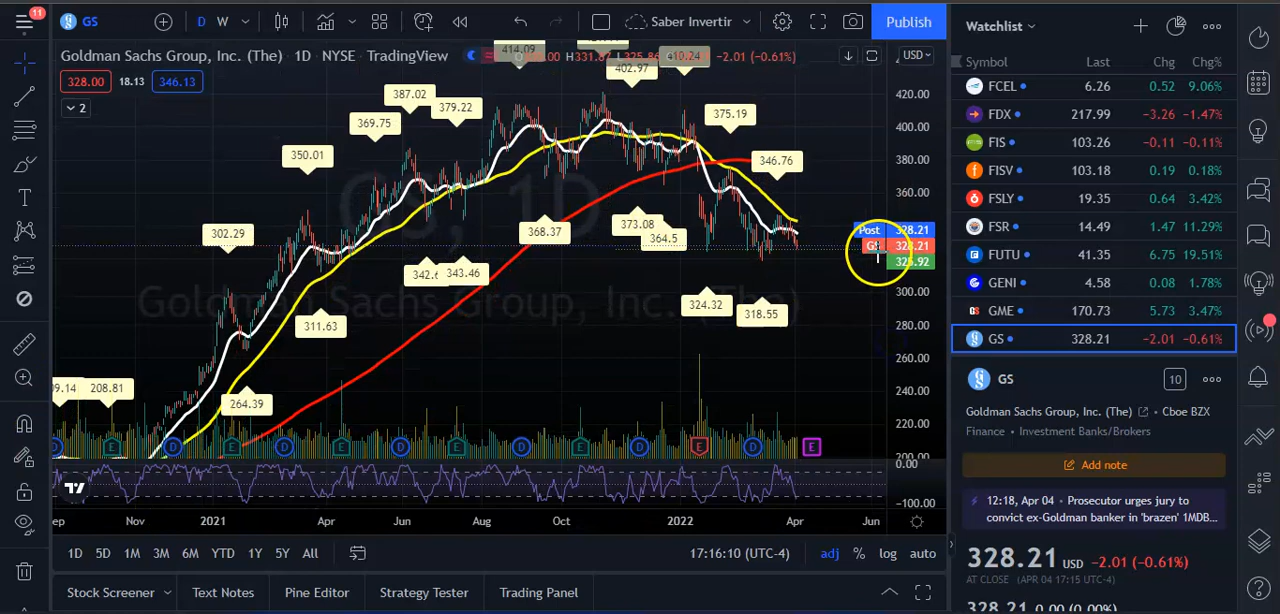 11
GS
D
W
Saber Invertir
Publish
Goldman Sachs Group, Inc. (The) · 1D · NYSE · TradingView
-2.01 (-0.61%)
USD
328.00
18.13
346.13
2
414.09
410.24
402.97
387.02
379.22
369.75
350.01
302.29
375.19
346.76
368.37
373.08
364.5
343.46
311.63
264.39
208.81
324.32
318.55
GS, 1D
Goldman Sachs Group, Inc. (The)
420.00
400.00
380.00
360.00
Post 328.21
328.21
300.00
280.00
260.00
240.00
220.00
200.00
0.00
-100.00
D E D E D E D E D E D E D E
Nov 2021 Apr Jun Aug Oct 2022 Apr Jun
1D 5D 1M 3M 6M YTD 1Y 5Y All
17:16:10 (UTC-4)
adj % log auto
Stock Screener Text Notes Pine Editor Strategy Tester Trading Panel
Watchlist
Symbol Last Chg Chg%
FCEL 6.26 0.52 9.06%
FDX 217.99 -3.26 -1.47%
FIS 103.26 -0.11 -0.11%
FISV 103.18 0.19 0.18%
FSLY 19.35 0.64 3.42%
FSR 14.49 1.47 11.29%
FUTU 41.35 6.75 19.51%
GENI 4.58 0.08 1.78%
GME 170.73 5.73 3.47%
GS 328.21 -2.01 -0.61%
GS
10
Goldman Sachs Group, Inc. (The) • Cboe BZX
Finance • Investment Banks/Brokers
Add note
12:18, Apr 04 • Prosecutor urges jury to
convict ex-Goldman banker in 'brazen' 1MDB...
328.21 USD -2.01 (-0.61%)
AT CLOSE (APR 04 17:15 UTC-4)